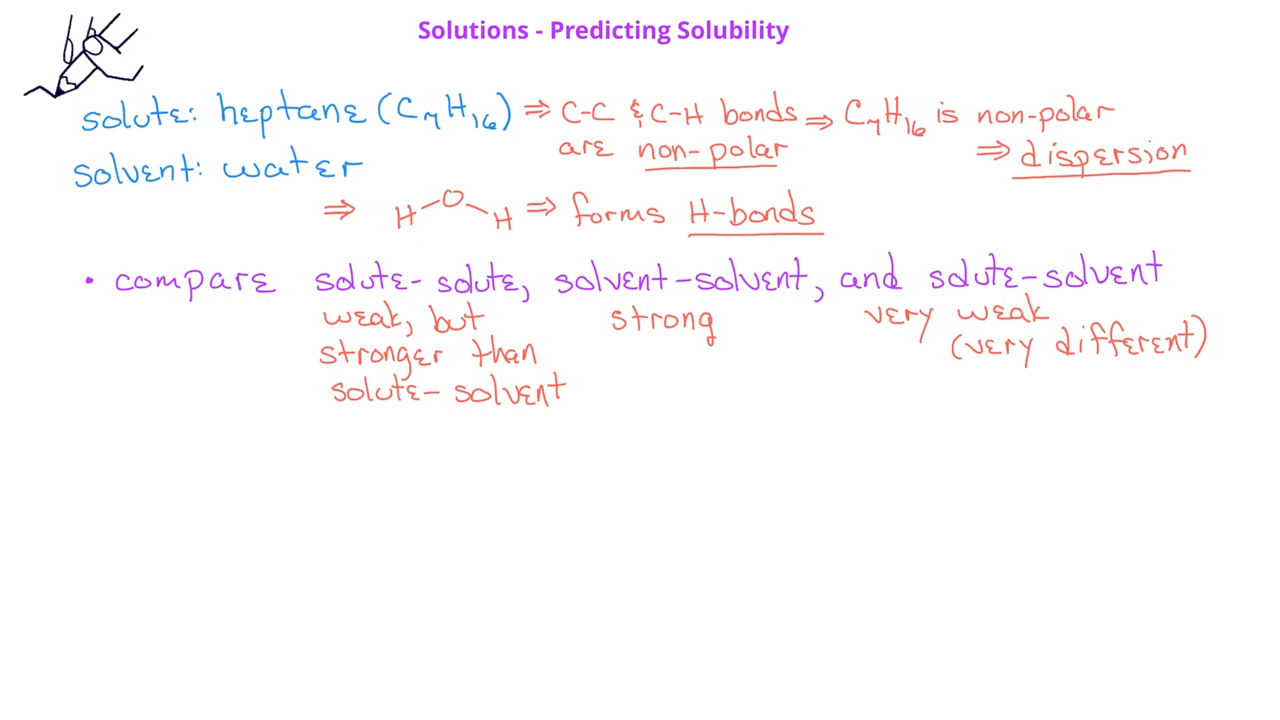 Solutions - Predicting Solubility
solute: heptane (C₇H₁₆) ⇒ C-C & C-H bonds ⇒ C₇H₁₆ is non-polar
are non-polar ⇒ dispersion
solvent: water
⇒ H-O-H ⇒ forms H-bonds
• compare solute-solute, solvent-solvent, and solute-solvent
weak, but strong very weak
stronger than (very different)
solute-solvent